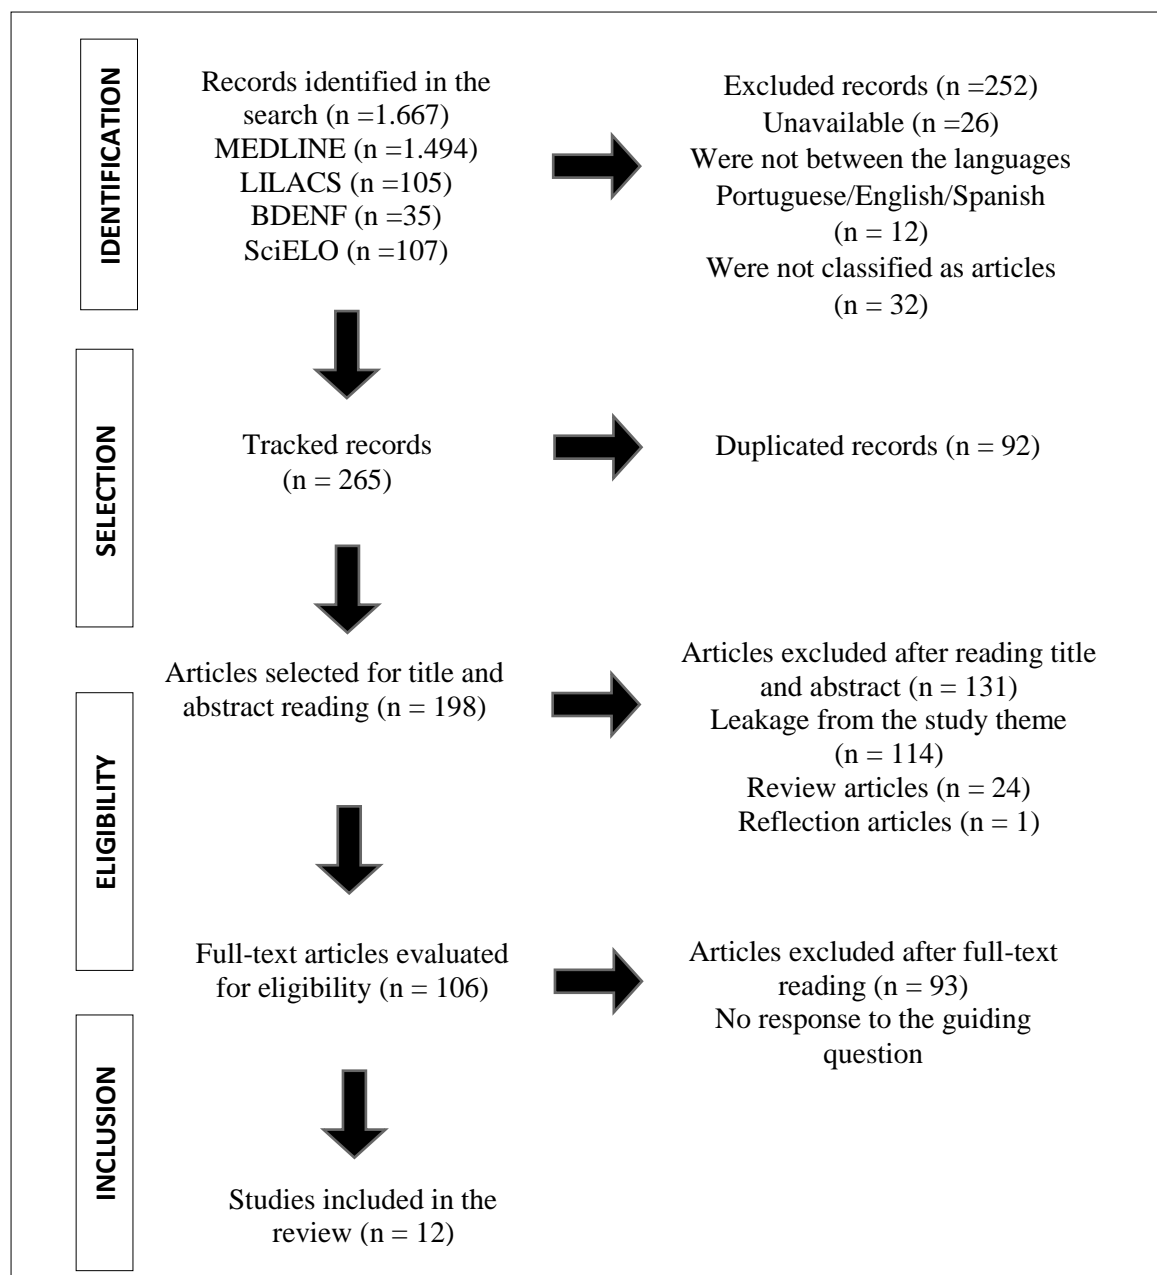 IDENTIFICATION
Records identified in the
search (n =1.667)
MEDLINE (n =1.494)
LILACS (n =105)
BDENF (n =35)
SciELO (n =107)
Excluded records (n =252)
Unavailable (n =26)
Were not between the languages
Portuguese/English/Spanish
(n = 12)
Were not classified as articles
(n = 32)
SELECTION
Tracked records
(n = 265)
Duplicated records (n = 92)
ELIGIBILITY
Articles selected for title and
abstract reading (n = 198)
Articles excluded after reading title
and abstract (n = 131)
Leakage from the study theme
(n = 114)
Review articles (n = 24)
Reflection articles (n = 1)
Full-text articles evaluated
for eligibility (n = 106)
Articles excluded after full-text
reading (n = 93)
No response to the guiding
question
INCLUSION
Studies included in the
review (n = 12)